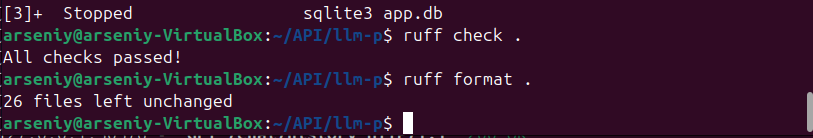 [[3]+  Stopped                 sqlite3 app.db
[arseniy@arseniy-VirtualBox:~/API/llm-p$ ruff check .
[All checks passed!
[arseniy@arseniy-VirtualBox:~/API/llm-p$ ruff format .
[26 files left unchanged
[arseniy@arseniy-VirtualBox:~/API/llm-p$